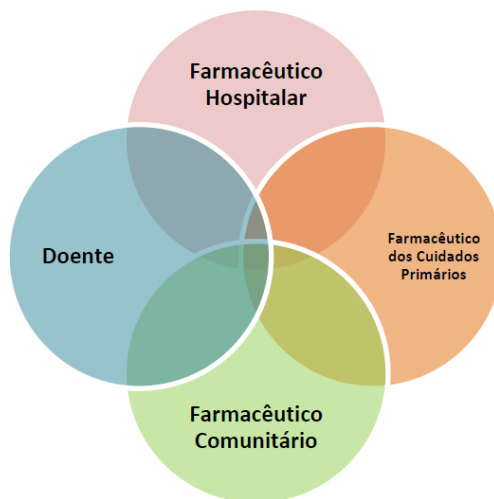 Farmacêutico
Hospitalar
Doente
Farmacêutico
dos Cuidados
Primários
Farmacêutico
Comunitário